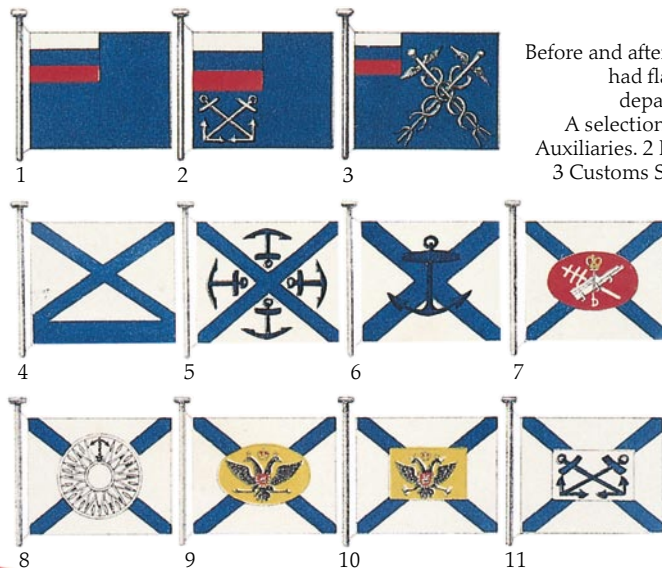 Before and after
had fla
depa
A selection
Auxiliaries. 2
3 Customs S
1 2 3
4 5 6 7
8 9 10 11